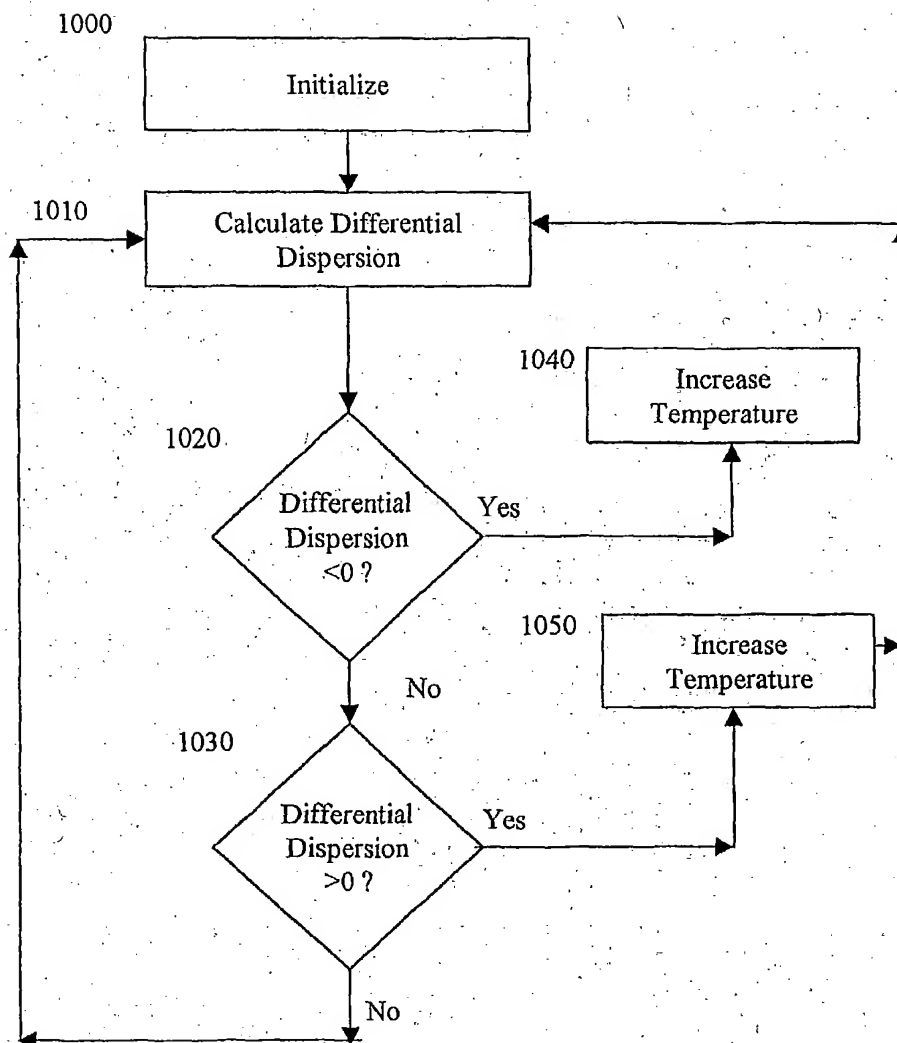 1000
Initialize
1010
Calculate Differential
Dispersion
1040
Increase
Temperature
1020
Differential
Dispersion
<0 ?
Yes
1050
Increase
Temperature
No
1030
Differential
Dispersion
>0 ?
Yes
No